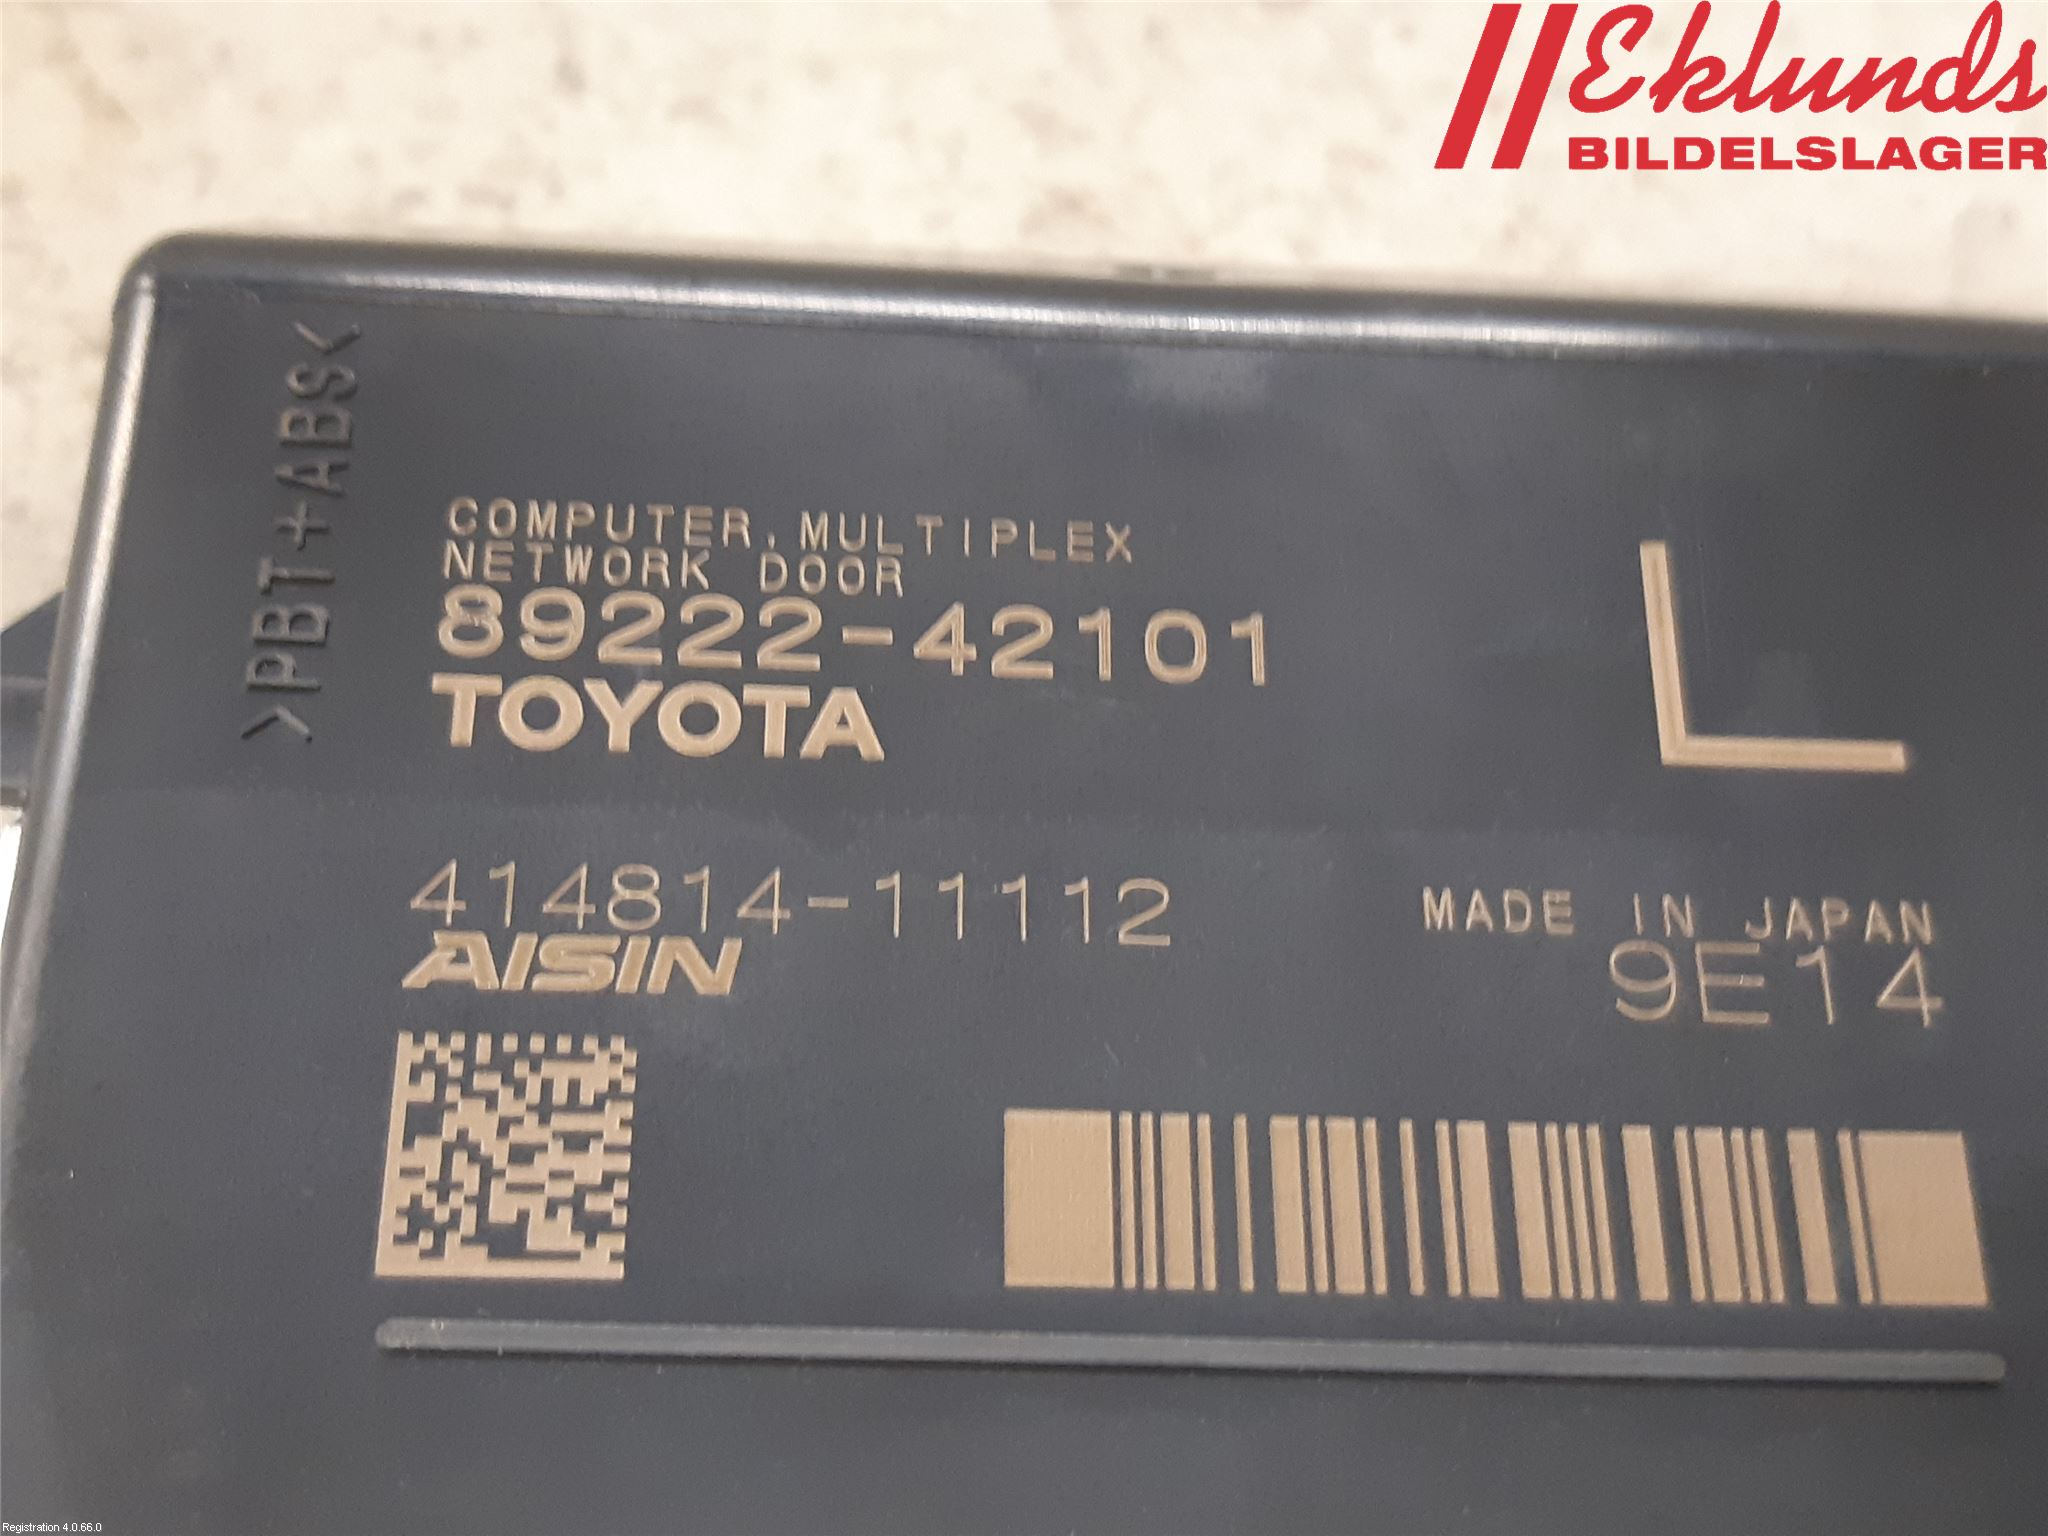 Eklunds
BILDELSLAGER
>PBT+ABS<
COMPUTER, MULTIPLEX
NETWORK DOOR
89222-42101
TOYOTA
L
414814-11112
AISIN
MADE IN JAPAN
9E14
Registration 4.0.66.0